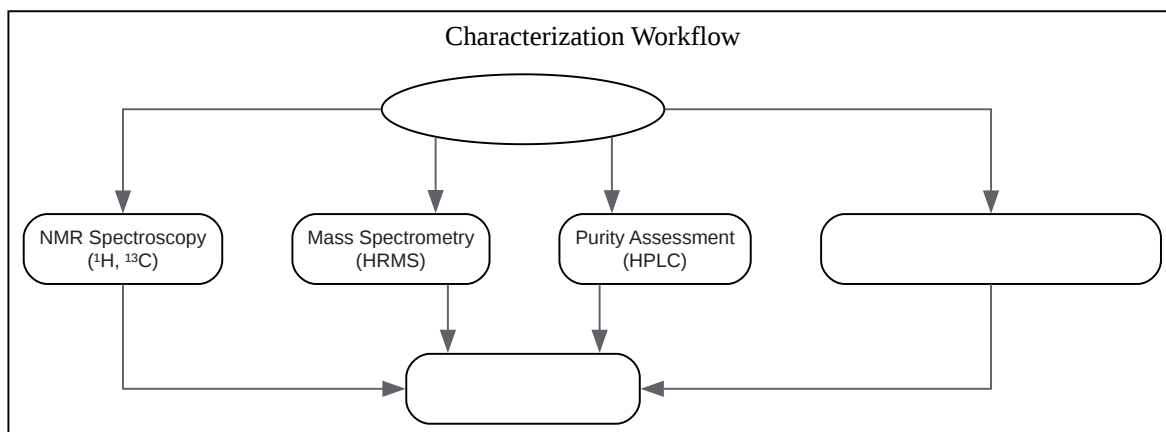 Characterization Workflow
NMR Spectroscopy
(¹H, ¹³C)
Mass Spectrometry
(HRMS)
Purity Assessment
(HPLC)